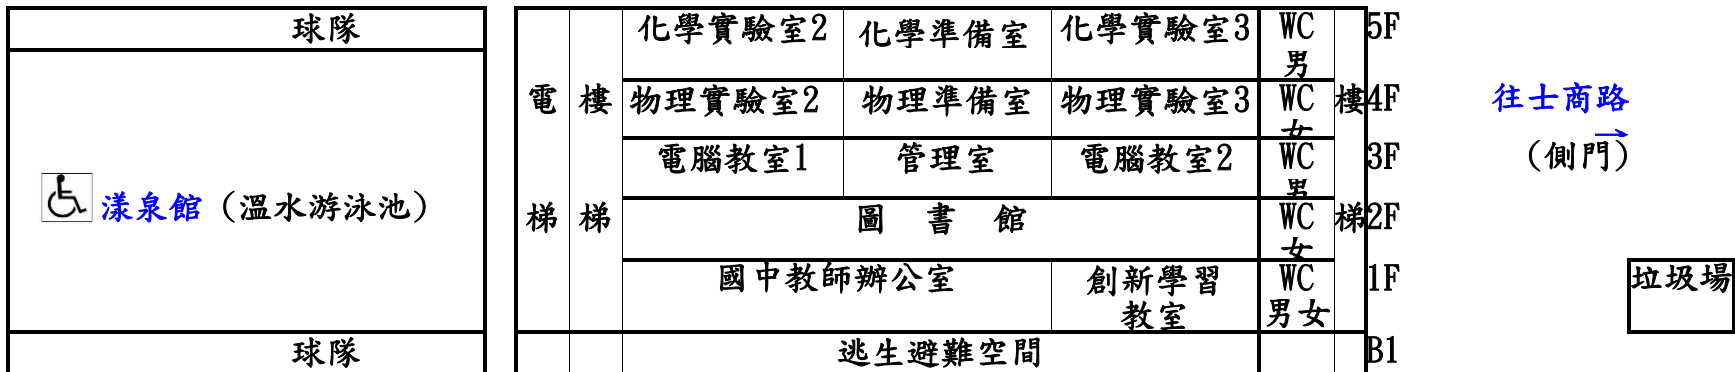 球隊
漾泉館 (溫水游泳池)
球隊
電 梯
樓 梯
化學實驗室2 化學準備室 化學實驗室3 WC 男 5F
物理實驗室2 物理準備室 物理實驗室3 WC 女 4F
電腦教室1 管理室 電腦教室2 WC 男 3F
圖 書 館 WC 女 2F
國中教師辦公室 創新學習 WC 1F
教室 男女
逃生避難空間 B1
樓 梯
往士商路
→
(側門)
垃圾場